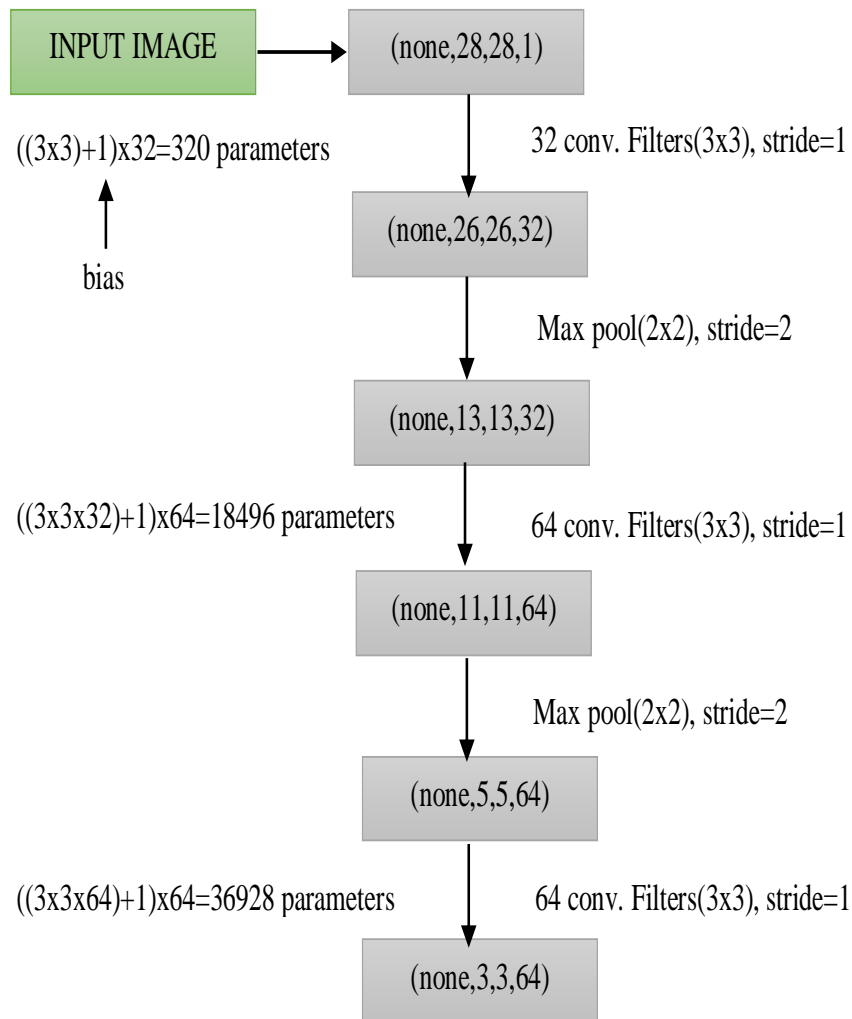 INPUT IMAGE
(none,28,28,1)
((3x3)+1)x32=320 parameters
32 conv. Filters(3x3), stride=1
bias
(none,26,26,32)
Max pool(2x2), stride=2
(none,13,13,32)
((3x3x32)+1)x64=18496 parameters
64 conv. Filters(3x3), stride=1
(none,11,11,64)
Max pool(2x2), stride=2
(none,5,5,64)
((3x3x64)+1)x64=36928 parameters
64 conv. Filters(3x3), stride=1
(none,3,3,64)